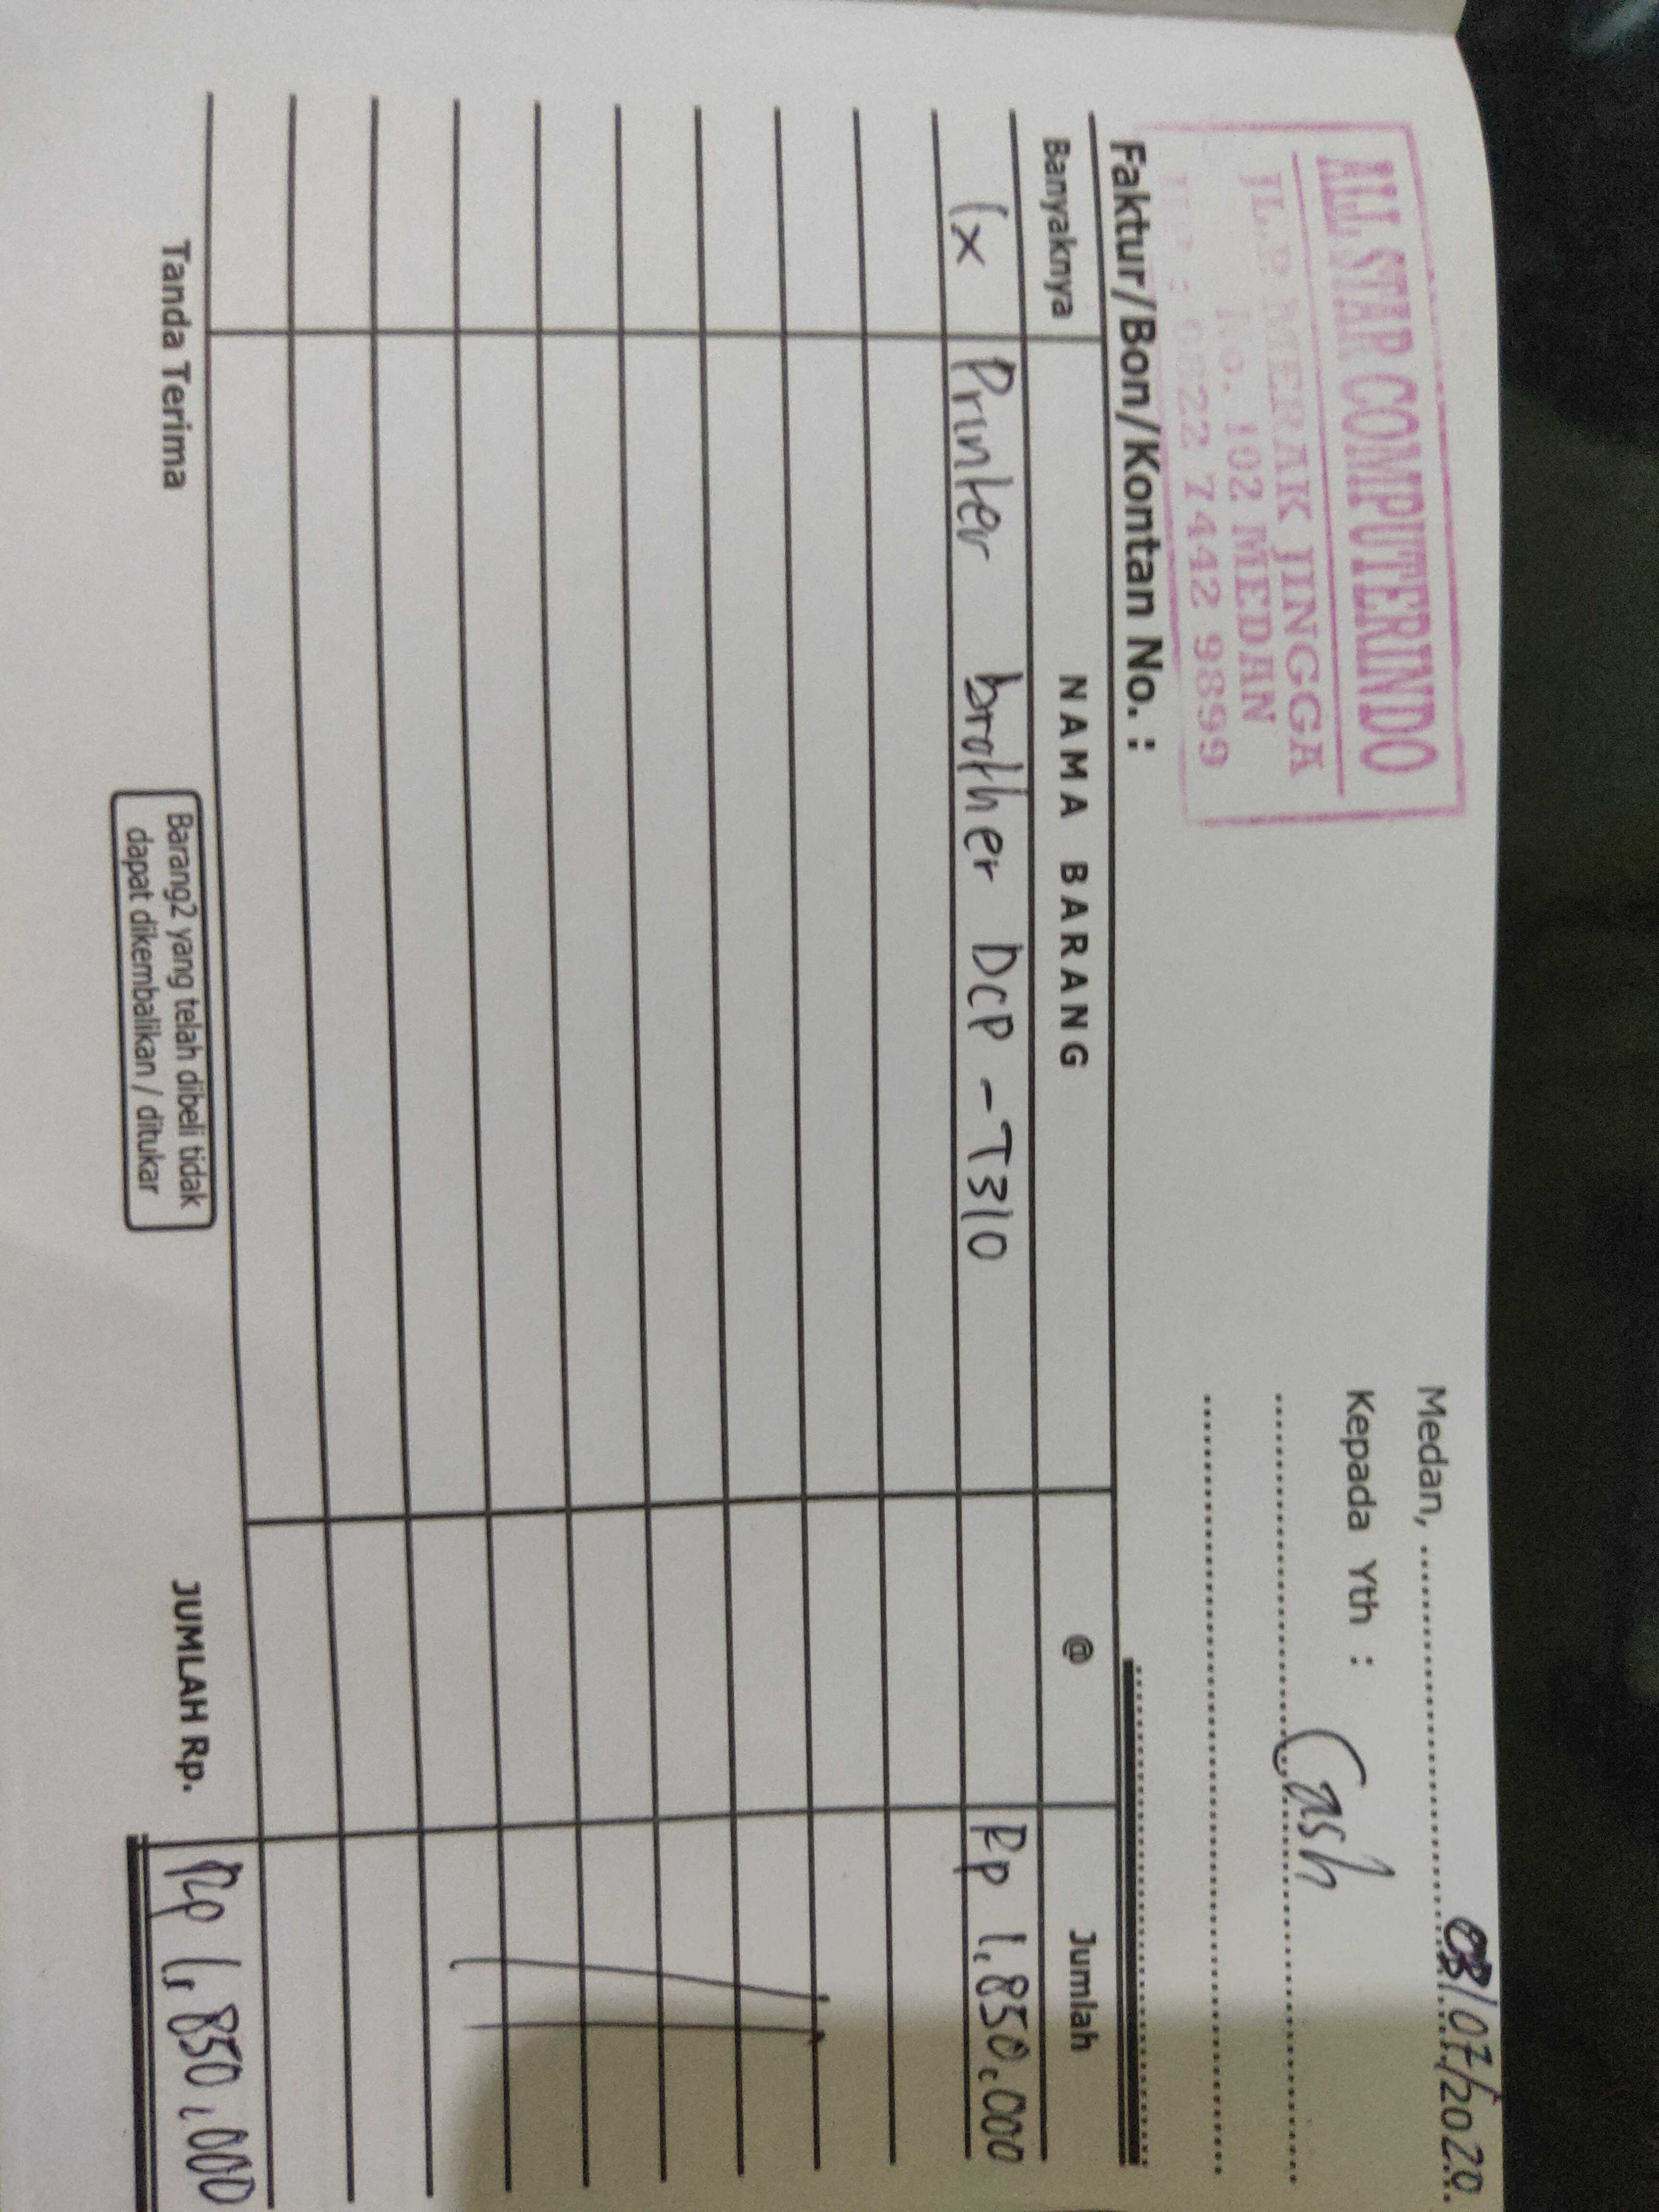 ALL STAR COMPUTERINDO
JL. P. MERAK JINGGA
No. 102 MEDAN
HP : 0822 7442 9899
Medan, 03/07/2020
Kepada Yth :
Cash
Faktur/Bon/Kontan No. :
Banyaknya NAMA BARANG @ Jumlah
1x Printer brother DCP - T310 Rp 1.850.000
Tanda Terima
Barang2 yang telah dibeli tidak
dapat dikembalikan / ditukar
JUMLAH Rp. Rp 1,850,000